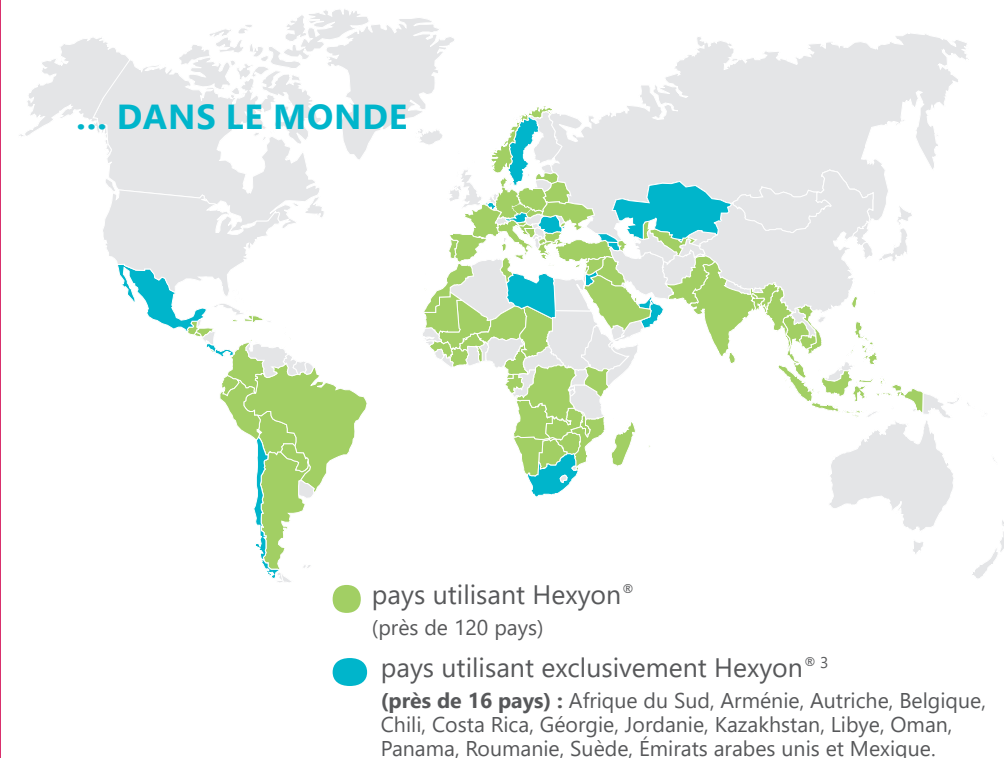 ... DANS LE MONDE
pays utilisant Hexyon®
(près de 120 pays)
pays utilisant exclusivement Hexyon® 3
(près de 16 pays) : Afrique du Sud, Arménie, Autriche, Belgique,
Chili, Costa Rica, Géorgie, Jordanie, Kazakhstan, Libye, Oman,
Panama, Roumanie, Suède, Émirats arabes unis et Mexique.